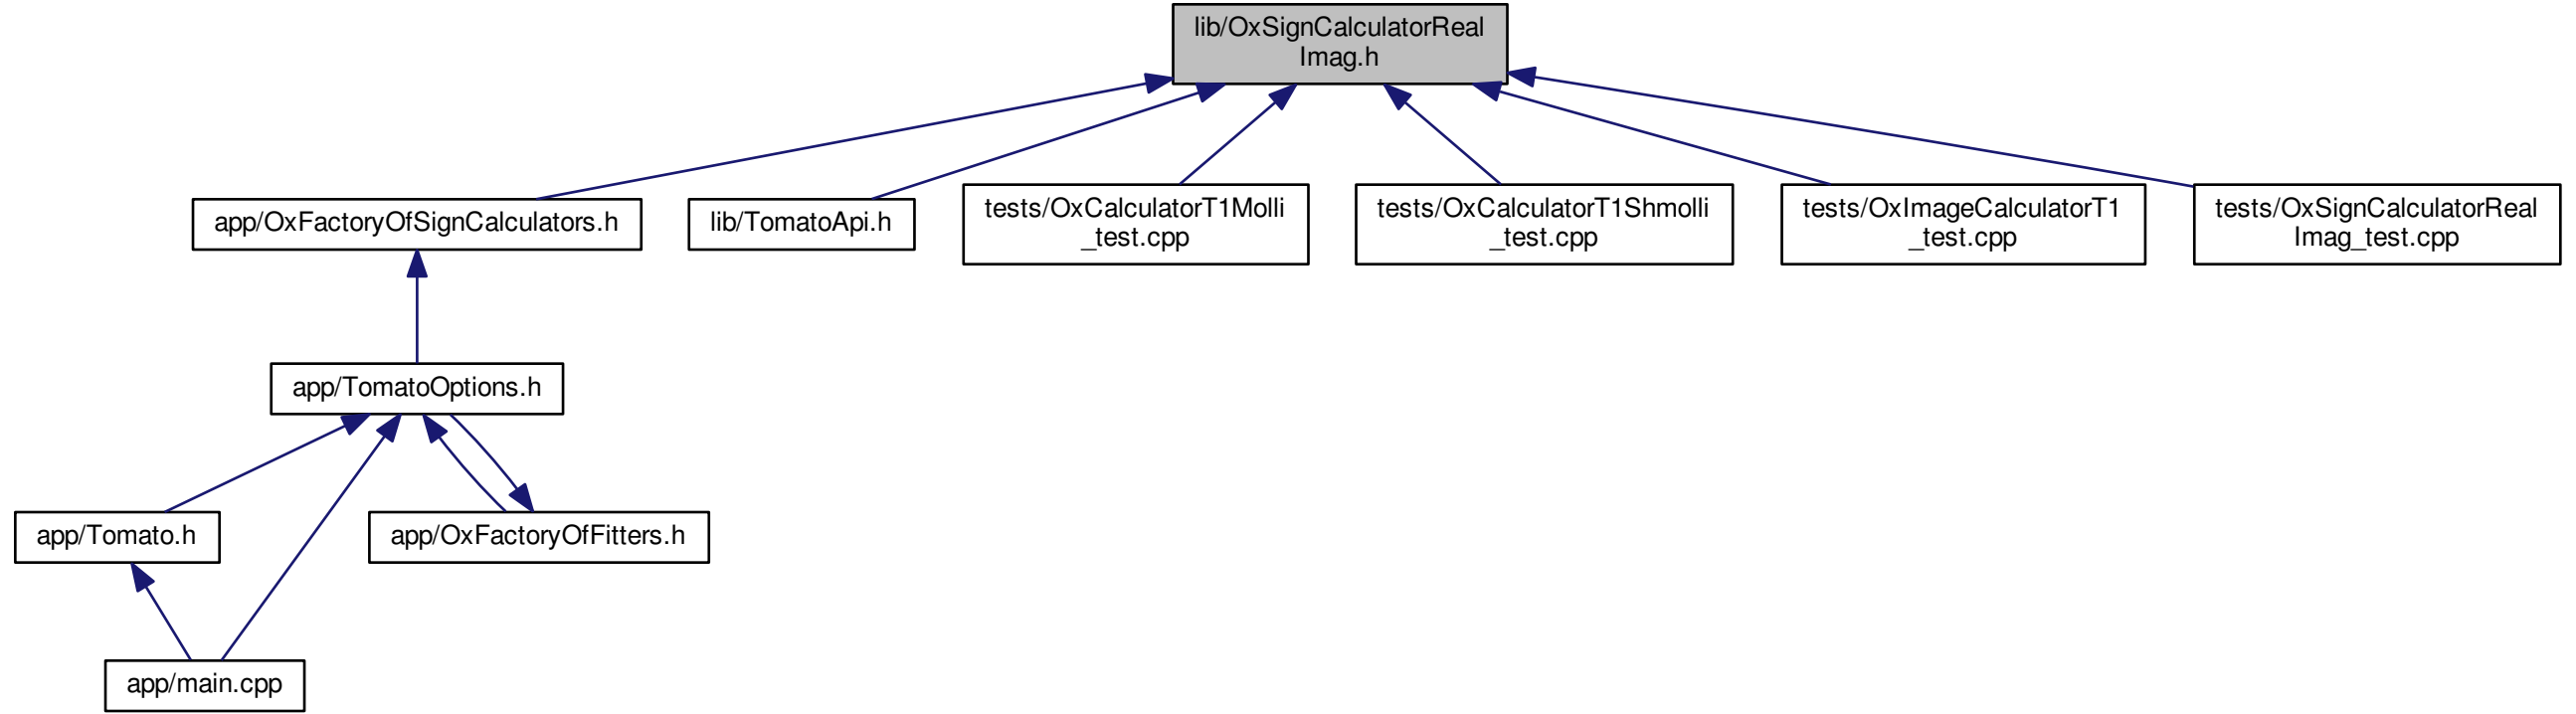 lib/OxSignCalculatorReal
Imag.h
app/OxFactoryOfSignCalculators.h
lib/TomatoApi.h
tests/OxCalculatorT1Molli
_test.cpp
tests/OxCalculatorT1Shmolli
_test.cpp
tests/OxImageCalculatorT1
_test.cpp
tests/OxSignCalculatorReal
Imag_test.cpp
app/TomatoOptions.h
app/Tomato.h
app/OxFactoryOfFitters.h
app/main.cpp